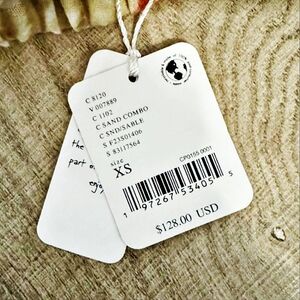 C 8120
V 007889
C 1102
C SAND COMBO
C SND/SABLE
S F23S01406
S 83117564
SIZE
XS
CP0155 0001
1 97267 53405 5
$128.00 USD
the
part o